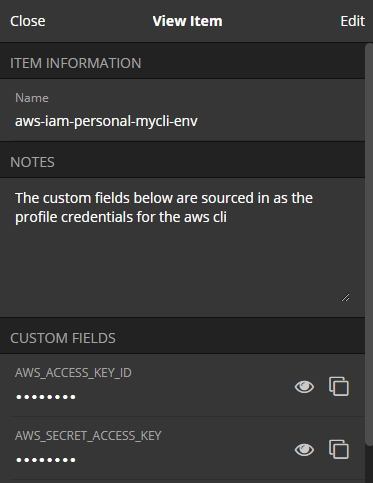 Close View Item Edit
ITEM INFORMATION
Name
aws-iam-personal-mycli-env
NOTES
The custom fields below are sourced in as the
profile credentials for the aws cli
CUSTOM FIELDS
AWS_ACCESS_KEY_ID
••••••••
AWS_SECRET_ACCESS_KEY
••••••••